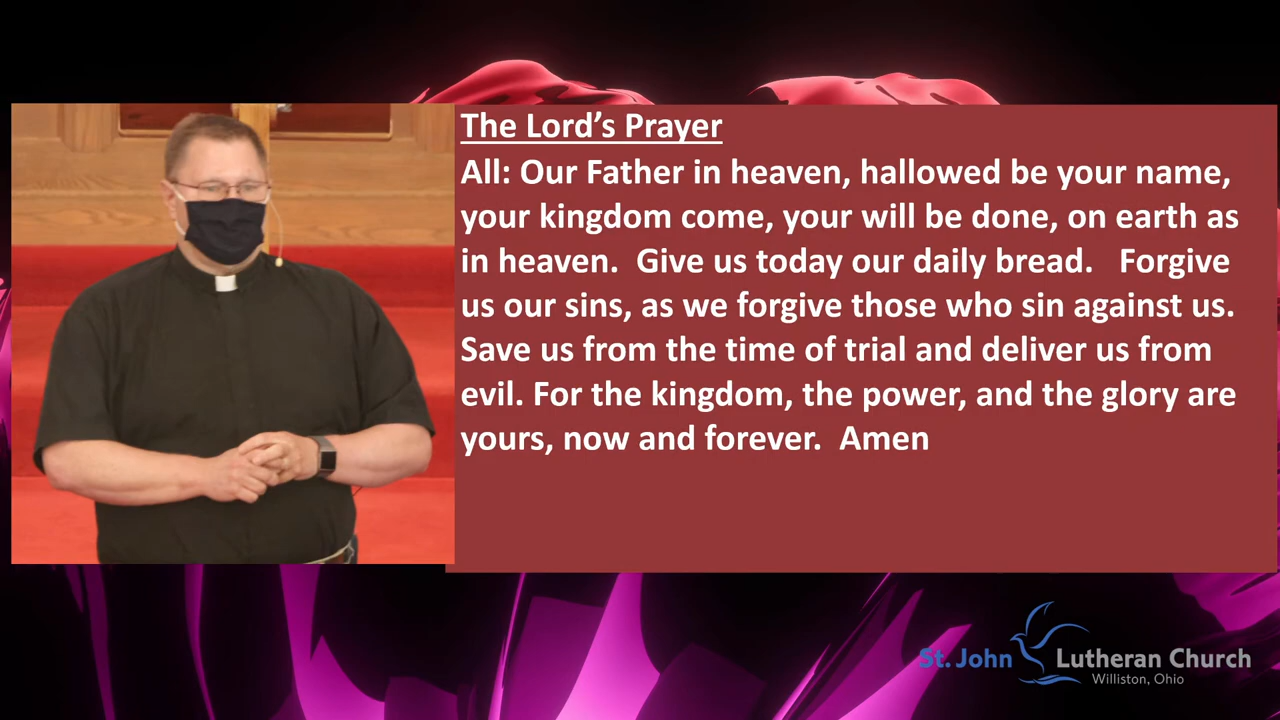 The Lord’s Prayer
All: Our Father in heaven, hallowed be your name,
your kingdom come, your will be done, on earth as
in heaven.  Give us today our daily bread.   Forgive
us our sins, as we forgive those who sin against us.
Save us from the time of trial and deliver us from
evil. For the kingdom, the power, and the glory are
yours, now and forever.  Amen
St. John Lutheran Church
Williston, Ohio